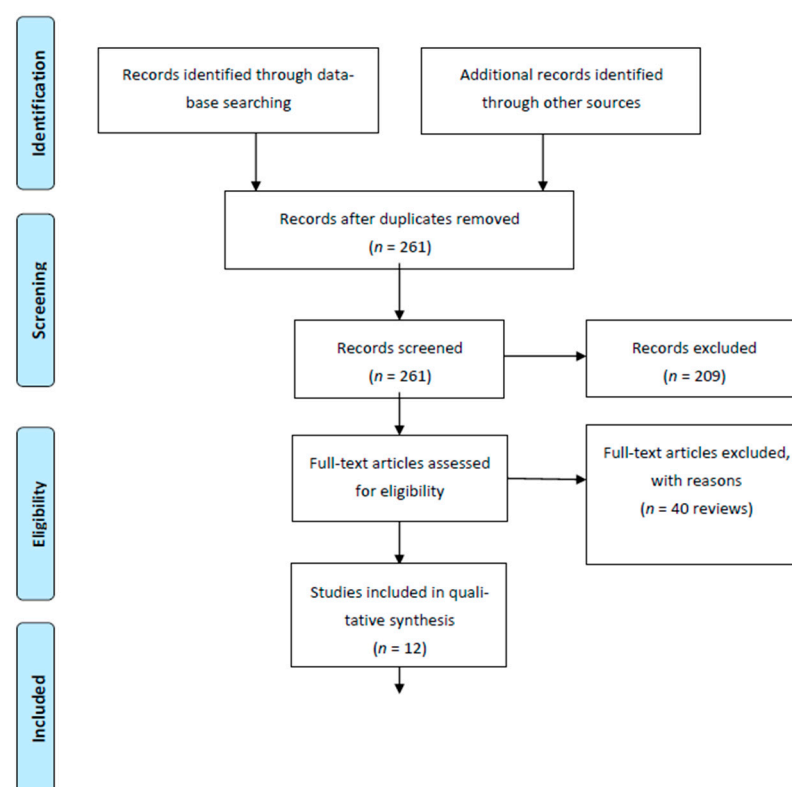 Identification
Records identified through data-
base searching
Additional records identified
through other sources
Records after duplicates removed
(n = 261)
Screening
Records screened
(n = 261)
Records excluded
(n = 209)
Eligibility
Full-text articles assessed
for eligibility
Full-text articles excluded,
with reasons
(n = 40 reviews)
Studies included in quali-
tative synthesis
(n = 12)
Included